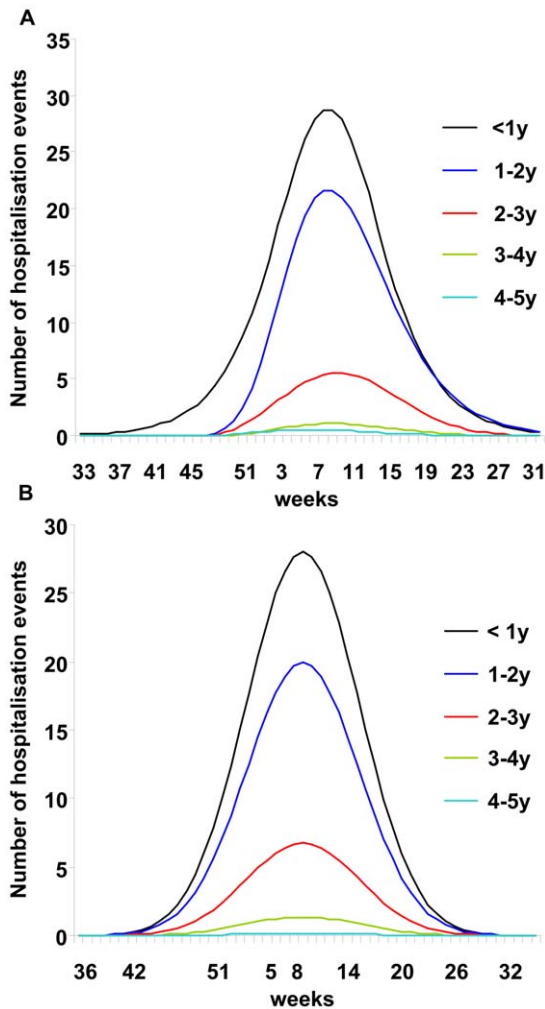 A
Number of hospitalisation events
35
30
25
20
15
10
5
0
<1y
1-2y
2-3y
3-4y
4-5y
33 37 41 45 51 3 7 11 15 19 23 27 31
weeks
B
Number of hospitalisation events
30
25
20
15
10
5
0
< 1y
1-2y
2-3y
3-4y
4-5y
36 42 51 5 8 14 20 26 32
weeks